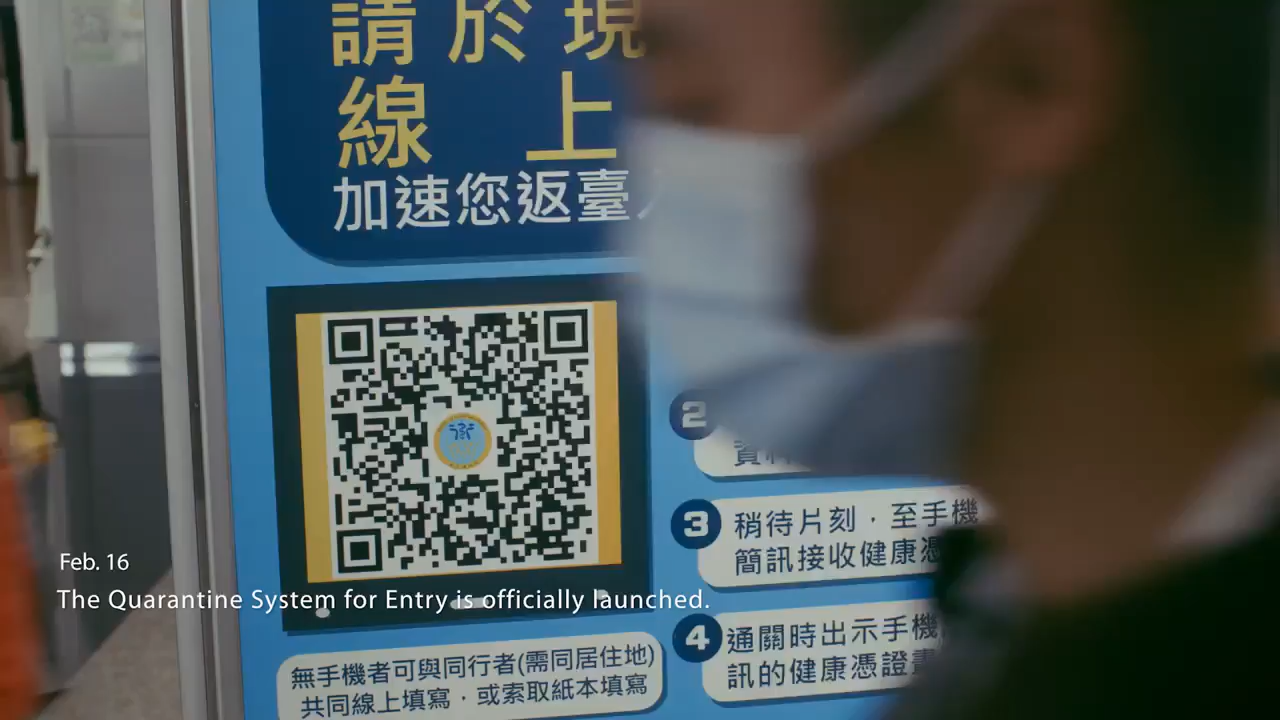 請於現
線上
加速您返臺
2
資料
3
稍待片刻，至手機
簡訊接收健康憑
4
通關時出示手機
訊的健康憑證畫
無手機者可與同行者(需同居住地)
共同線上填寫，或索取紙本填寫
Feb. 16
The Quarantine System for Entry is officially launched.